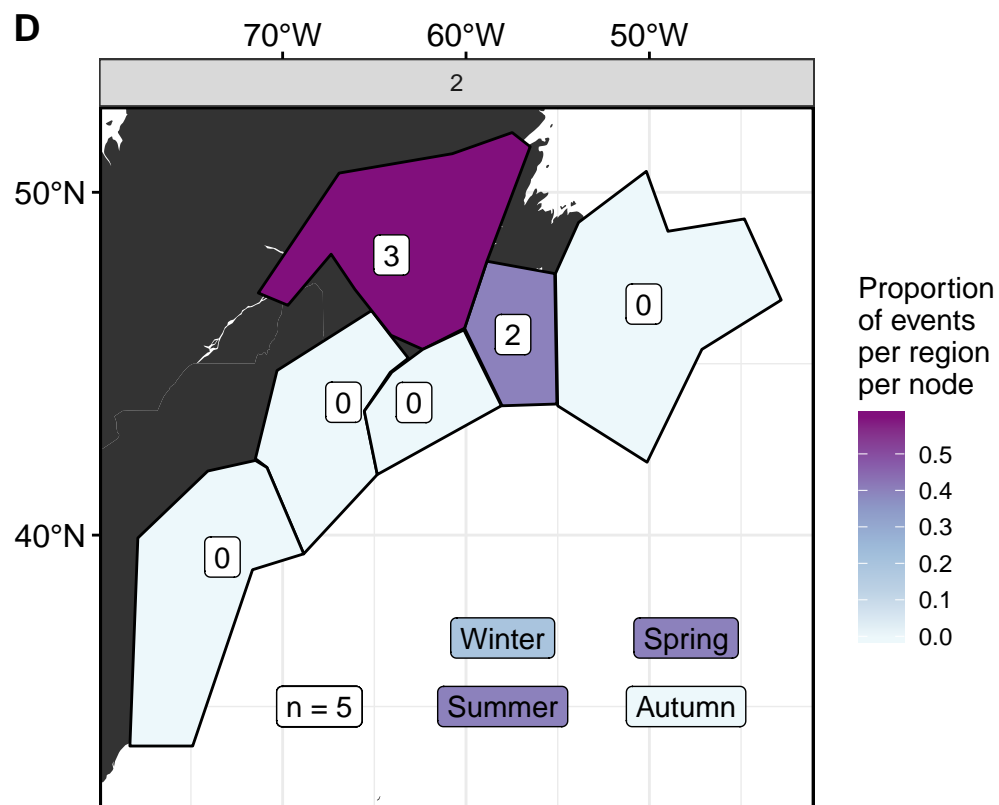 D
70°W 60°W 50°W
2
50°N
40°N
3
2
0
0
0
0
Winter
Spring
n = 5
Summer
Autumn
Proportion
of events
per region
per node
0.5
0.4
0.3
0.2
0.1
0.0